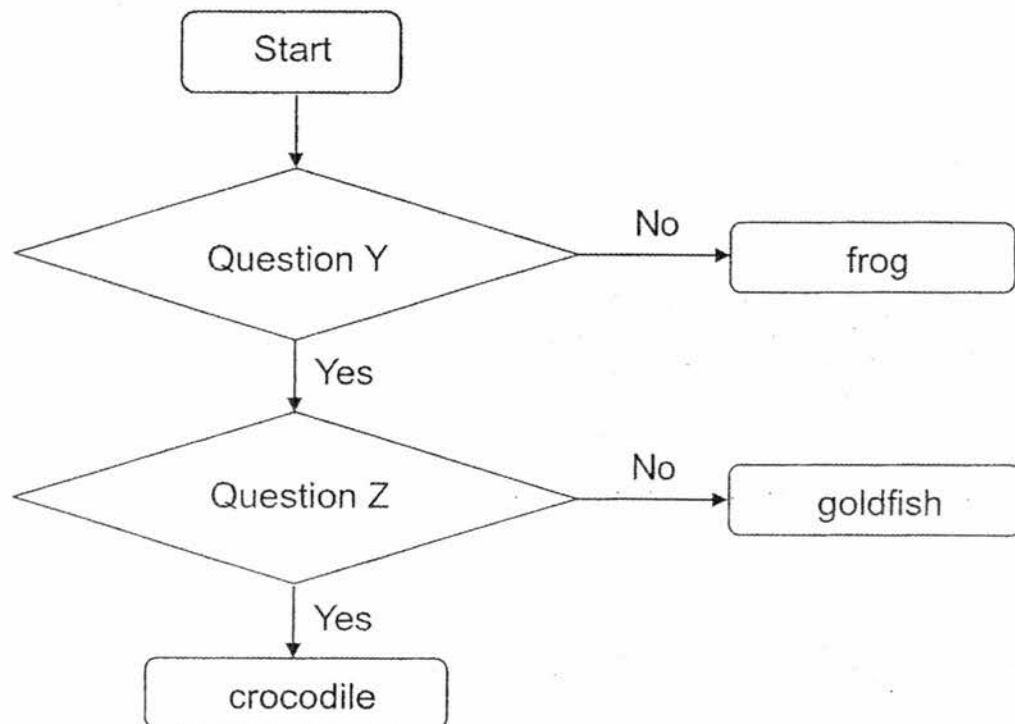 Start
Question Y
No
frog
Yes
Question Z
No
goldfish
Yes
crocodile